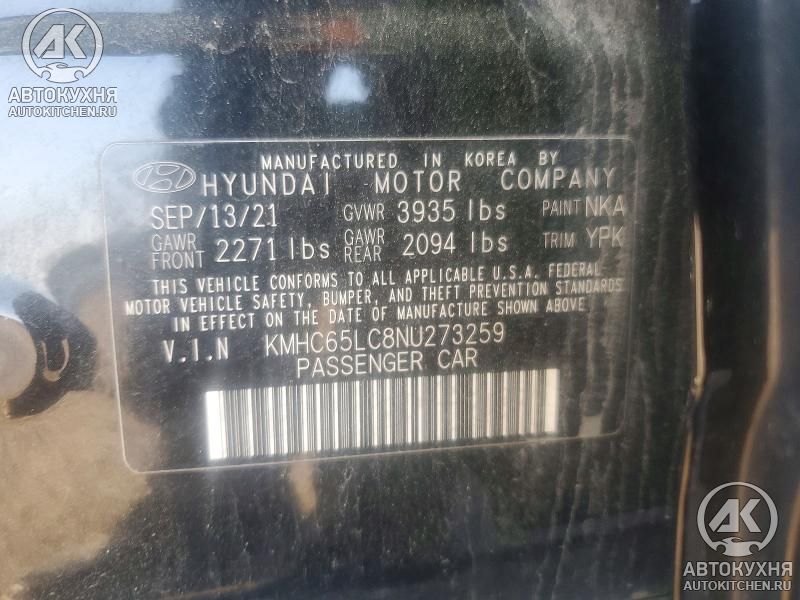 АК
АВТОКУХНЯ
AUTOKITCHEN.RU
MANUFACTURED IN KOREA BY
HYUNDAI MOTOR COMPANY
SEP/13/21 GVWR 3935 lbs PAINT NKA
GAWR FRONT 2271 lbs GAWR REAR 2094 lbs TRIM YPK
THIS VEHICLE CONFORMS TO ALL APPLICABLE U.S.A. FEDERAL
MOTOR VEHICLE SAFETY, BUMPER, AND THEFT PREVENTION STANDARDS
IN EFFECT ON THE DATE OF MANUFACTURE SHOWN ABOVE.
V.I.N KMHC65LC8NU273259
PASSENGER CAR
АК
АВТОКУХНЯ
AUTOKITCHEN.RU